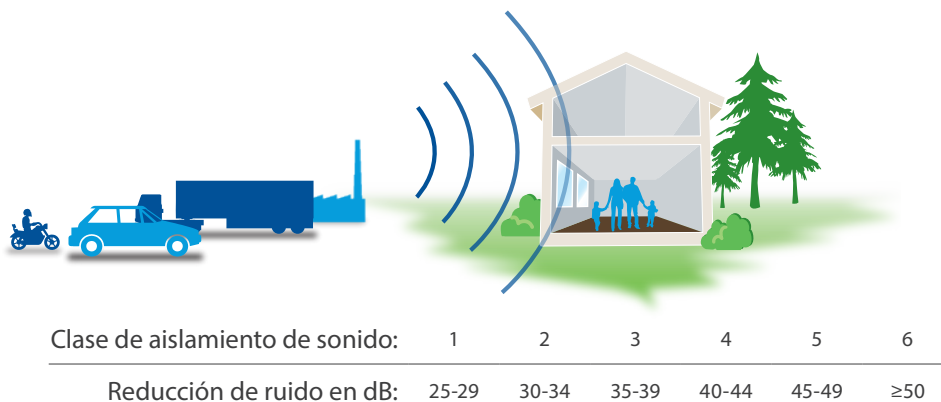 Clase de aislamiento de sonido: 1 2 3 4 5 6
Reducción de ruido en dB: 25-29 30-34 35-39 40-44 45-49 ≥50